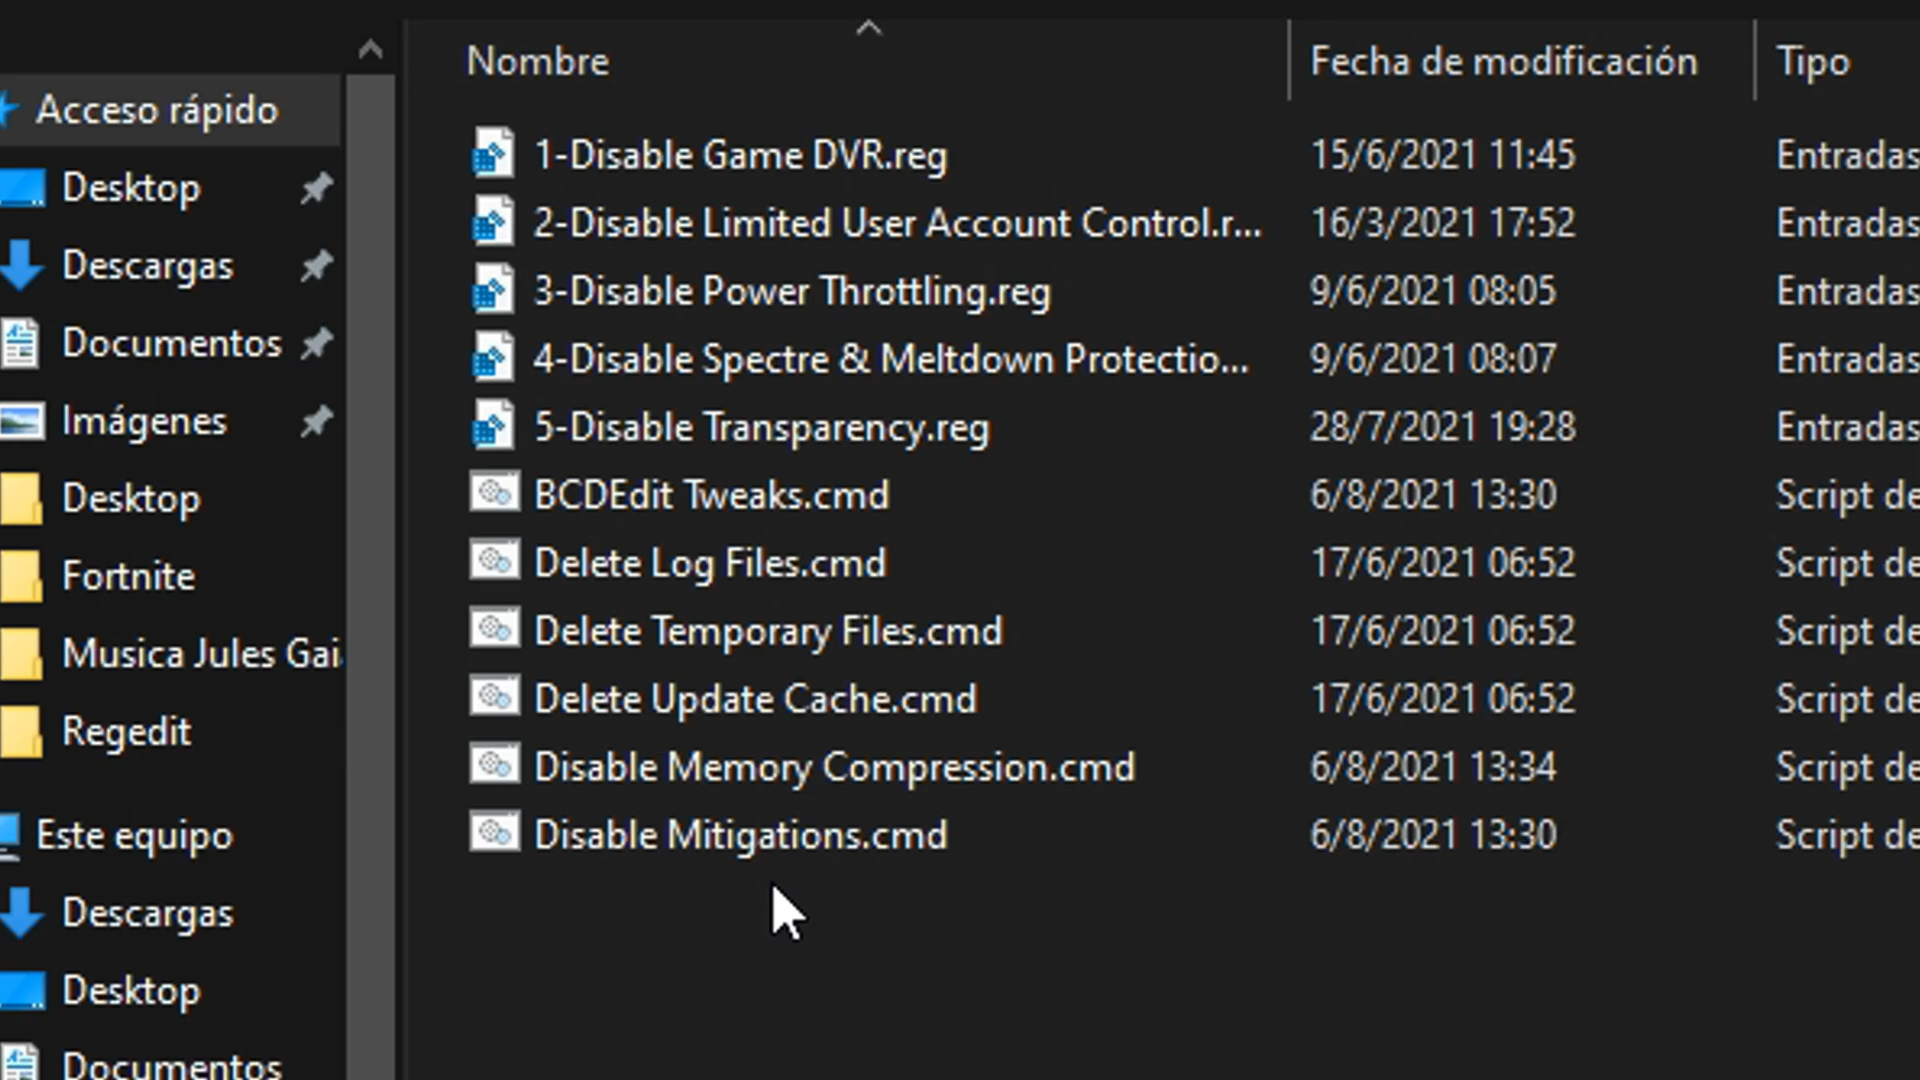 Acceso rápido
Desktop
Descargas
Documentos
Imágenes
Desktop
Fortnite
Musica Jules Gai
Regedit
Este equipo
Descargas
Desktop
Documentos
Nombre Fecha de modificación Tipo
1-Disable Game DVR.reg 15/6/2021 11:45 Entradas
2-Disable Limited User Account Control.r... 16/3/2021 17:52 Entradas
3-Disable Power Throttling.reg 9/6/2021 08:05 Entradas
4-Disable Spectre & Meltdown Protectio... 9/6/2021 08:07 Entradas
5-Disable Transparency.reg 28/7/2021 19:28 Entradas
BCDEdit Tweaks.cmd 6/8/2021 13:30 Script de
Delete Log Files.cmd 17/6/2021 06:52 Script de
Delete Temporary Files.cmd 17/6/2021 06:52 Script de
Delete Update Cache.cmd 17/6/2021 06:52 Script de
Disable Memory Compression.cmd 6/8/2021 13:34 Script de
Disable Mitigations.cmd 6/8/2021 13:30 Script de